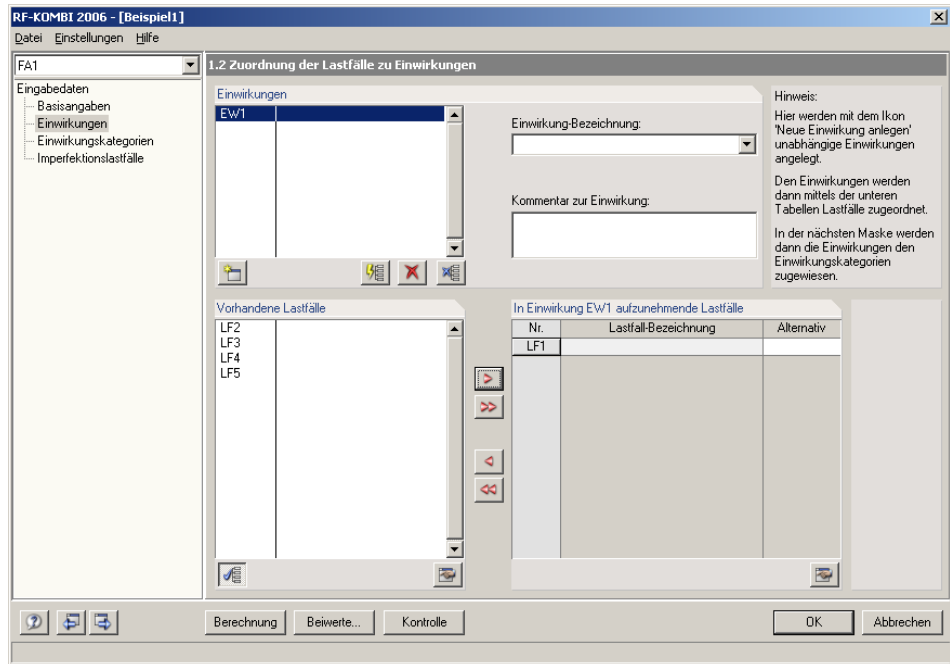 RF-KOMBI 2006 - [Beispiel1]
Datei Einstellungen Hilfe
FA1
Eingabedaten
Basisangaben
Einwirkungen
Einwirkungskategorien
Imperfektionslastfälle
1.2 Zuordnung der Lastfälle zu Einwirkungen
Einwirkungen
EW1
Einwirkung-Bezeichnung:
Kommentar zur Einwirkung:
Hinweis:
Hier werden mit dem Ikon
'Neue Einwirkung anlegen'
unabhängige Einwirkungen
angelegt.
Den Einwirkungen werden
dann mittels der unteren
Tabellen Lastfälle zugeordnet.
In der nächsten Maske werden
dann die Einwirkungen den
Einwirkungskategorien
zugewiesen.
Vorhandene Lastfälle
LF2
LF3
LF4
LF5
In Einwirkung EW1 aufzunehmende Lastfälle
Nr. Lastfall-Bezeichnung Alternativ
LF1
Berechnung Beiwerte... Kontrolle OK Abbrechen